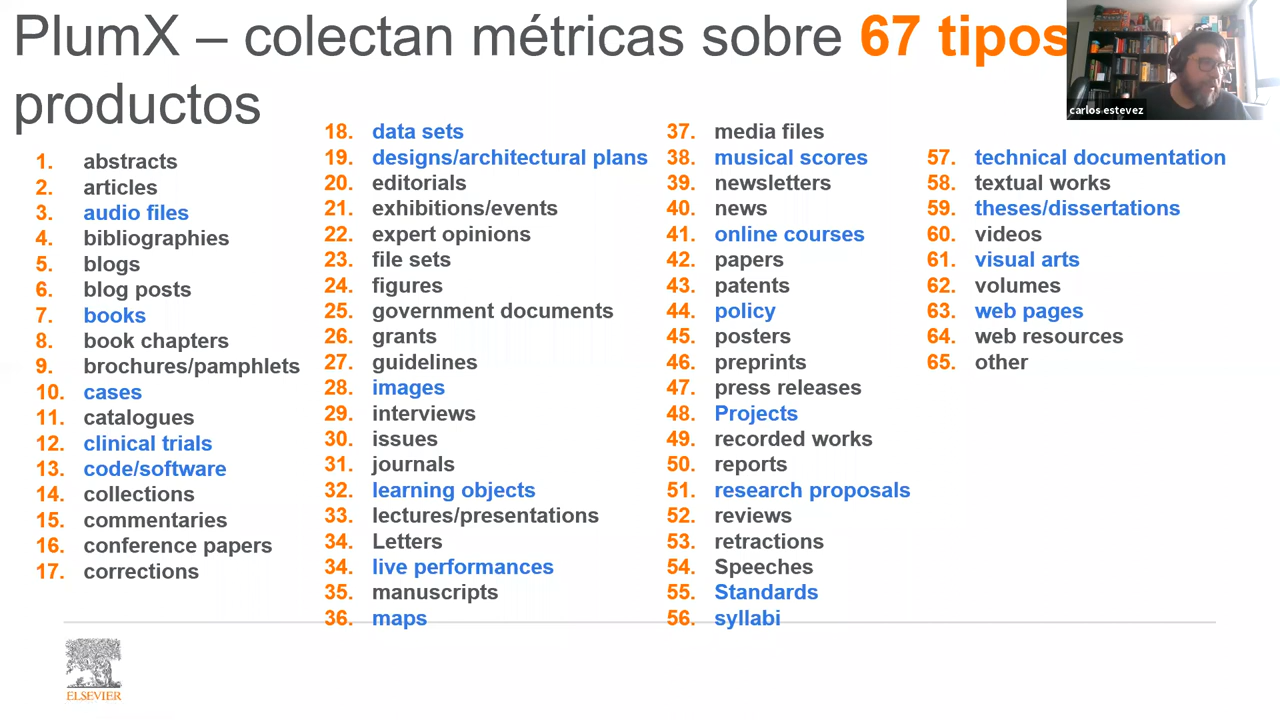 PlumX – colectan métricas sobre 67 tipos
productos
carlos estevez
1. abstracts
2. articles
3. audio files
4. bibliographies
5. blogs
6. blog posts
7. books
8. book chapters
9. brochures/pamphlets
10. cases
11. catalogues
12. clinical trials
13. code/software
14. collections
15. commentaries
16. conference papers
17. corrections
18. data sets
19. designs/architectural plans
20. editorials
21. exhibitions/events
22. expert opinions
23. file sets
24. figures
25. government documents
26. grants
27. guidelines
28. images
29. interviews
30. issues
31. journals
32. learning objects
33. lectures/presentations
34. Letters
34. live performances
35. manuscripts
36. maps
37. media files
38. musical scores
39. newsletters
40. news
41. online courses
42. papers
43. patents
44. policy
45. posters
46. preprints
47. press releases
48. Projects
49. recorded works
50. reports
51. research proposals
52. reviews
53. retractions
54. Speeches
55. Standards
56. syllabi
57. technical documentation
58. textual works
59. theses/dissertations
60. videos
61. visual arts
62. volumes
63. web pages
64. web resources
65. other
ELSEVIER